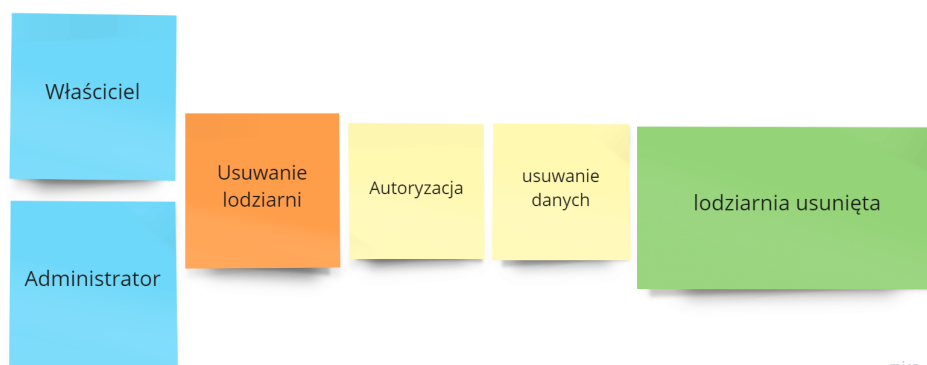 Właściciel
Administrator
Usuwanie
lodziarni
Autoryzacja
usuwanie
danych
lodziarnia usunięta